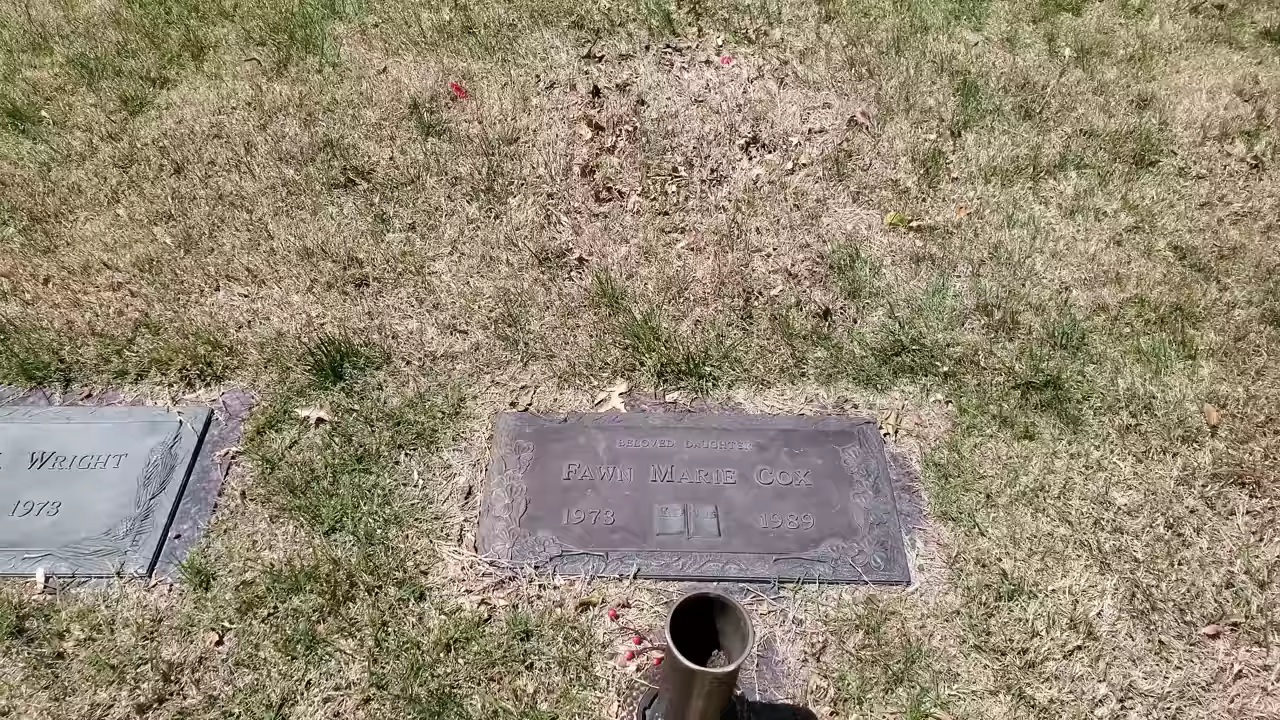 Wright
1973
Beloved Daughter
Fawn Marie Cox
1973 1989